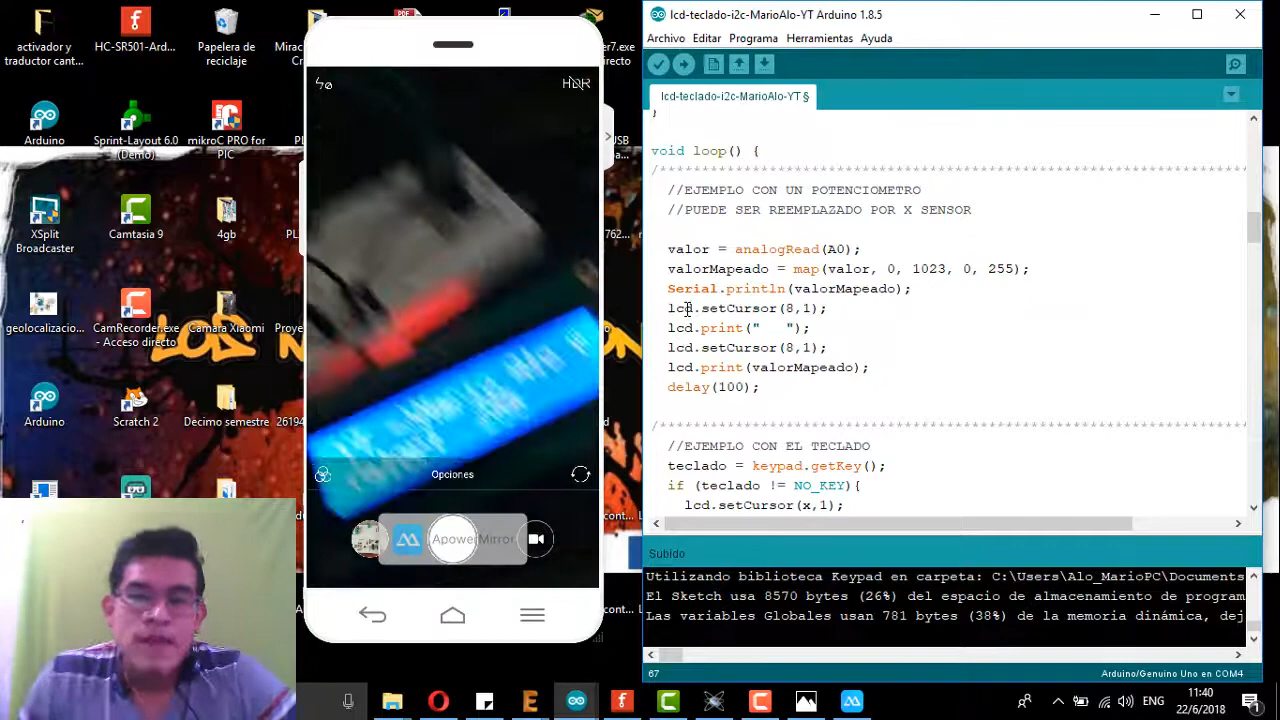 activador y
traductor cant...
HC-SR501-Ard...
Papelera de
reciclaje
Arduino
Sprint-Layout 6.0
(Demo)
mikroC PRO for
PIC
XSplit
Broadcaster
Camtasia 9
4gb
geolocalizacio...
CamRecorder.exe
- Acceso directo
Camara Xiaomi
Arduino
Scratch 2
Decimo semestre
26194
HDR
Opciones
ApowerMirror
lcd-teclado-i2c-MarioAlo-YT Arduino 1.8.5
Archivo Editar Programa Herramientas Ayuda
lcd-teclado-i2c-MarioAlo-YT §
}
void loop() {
/*********************************************************************
//EJEMPLO CON UN POTENCIOMETRO
//PUEDE SER REEMPLAZADO POR X SENSOR
valor = analogRead(A0);
valorMapeado = map(valor, 0, 1023, 0, 255);
Serial.println(valorMapeado);
lcd.setCursor(8,1);
lcd.print("   ");
lcd.setCursor(8,1);
lcd.print(valorMapeado);
delay(100);
/*********************************************************************
//EJEMPLO CON EL TECLADO
teclado = keypad.getKey();
if (teclado != NO_KEY){
lcd.setCursor(x,1);
Subido
Utilizando biblioteca Keypad en carpeta: C:\Users\Alo_MarioPC\Documents
El Sketch usa 8570 bytes (26%) del espacio de almacenamiento de program
Las variables Globales usan 781 bytes (38%) de la memoria dinámica, dej
67
Arduino/Genuino Uno en COM4
ENG
11:40
22/6/2018